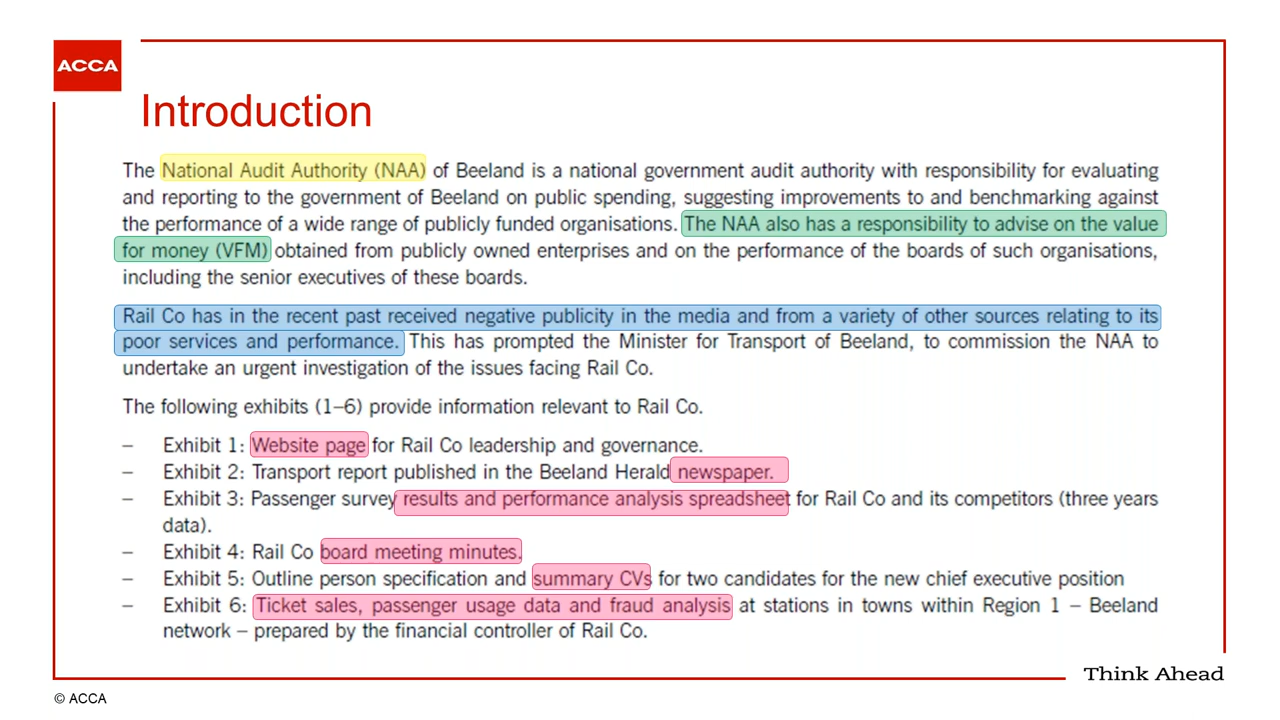 ACCA
Introduction
The National Audit Authority (NAA) of Beeland is a national government audit authority with responsibility for evaluating
and reporting to the government of Beeland on public spending, suggesting improvements to and benchmarking against
the performance of a wide range of publicly funded organisations. The NAA also has a responsibility to advise on the value
for money (VFM) obtained from publicly owned enterprises and on the performance of the boards of such organisations,
including the senior executives of these boards.
Rail Co has in the recent past received negative publicity in the media and from a variety of other sources relating to its
poor services and performance. This has prompted the Minister for Transport of Beeland, to commission the NAA to
undertake an urgent investigation of the issues facing Rail Co.
The following exhibits (1–6) provide information relevant to Rail Co.
– Exhibit 1: Website page for Rail Co leadership and governance.
– Exhibit 2: Transport report published in the Beeland Herald newspaper.
– Exhibit 3: Passenger survey results and performance analysis spreadsheet for Rail Co and its competitors (three years
data).
– Exhibit 4: Rail Co board meeting minutes.
– Exhibit 5: Outline person specification and summary CVs for two candidates for the new chief executive position
– Exhibit 6: Ticket sales, passenger usage data and fraud analysis at stations in towns within Region 1 – Beeland
network – prepared by the financial controller of Rail Co.
Think Ahead
© ACCA